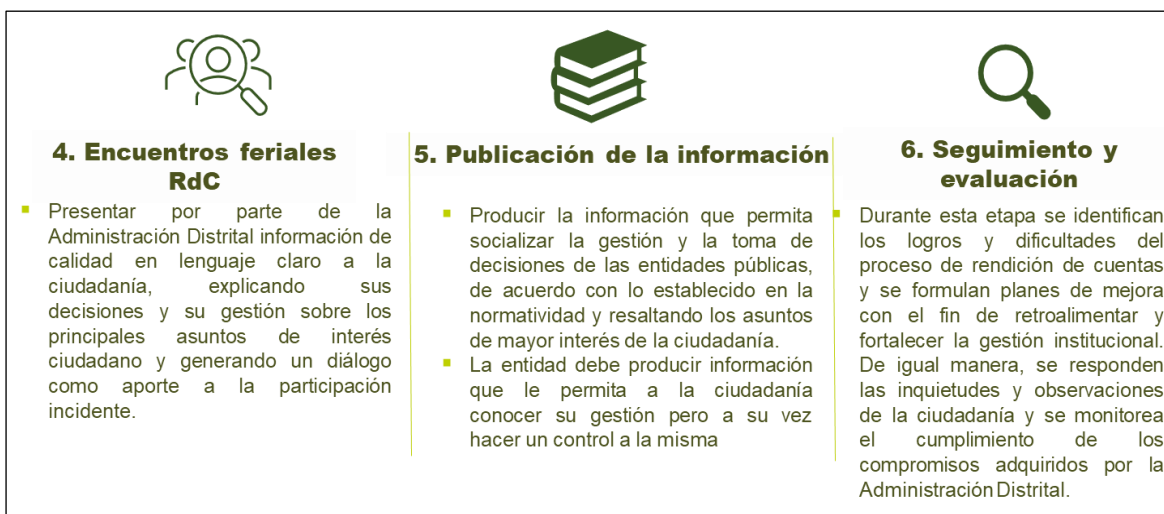 4. Encuentros feriales
RdC
▪ Presentar por parte de la
Administración Distrital información de
calidad en lenguaje claro a la
ciudadanía, explicando sus
decisiones y su gestión sobre los
principales asuntos de interés
ciudadano y generando un diálogo
como aporte a la participación
incidente.
5. Publicación de la información
▪ Producir la información que permita
socializar la gestión y la toma de
decisiones de las entidades públicas,
de acuerdo con lo establecido en la
normatividad y resaltando los asuntos
de mayor interés de la ciudadanía.
▪ La entidad debe producir información
que le permita a la ciudadanía
conocer su gestión pero a su vez
hacer un control a la misma
6. Seguimiento y
evaluación
▪ Durante esta etapa se identifican
los logros y dificultades del
proceso de rendición de cuentas
y se formulan planes de mejora
con el fin de retroalimentar y
fortalecer la gestión institucional.
De igual manera, se responden
las inquietudes y observaciones
de la ciudadanía y se monitorea
el cumplimiento de los
compromisos adquiridos por la
Administración Distrital.